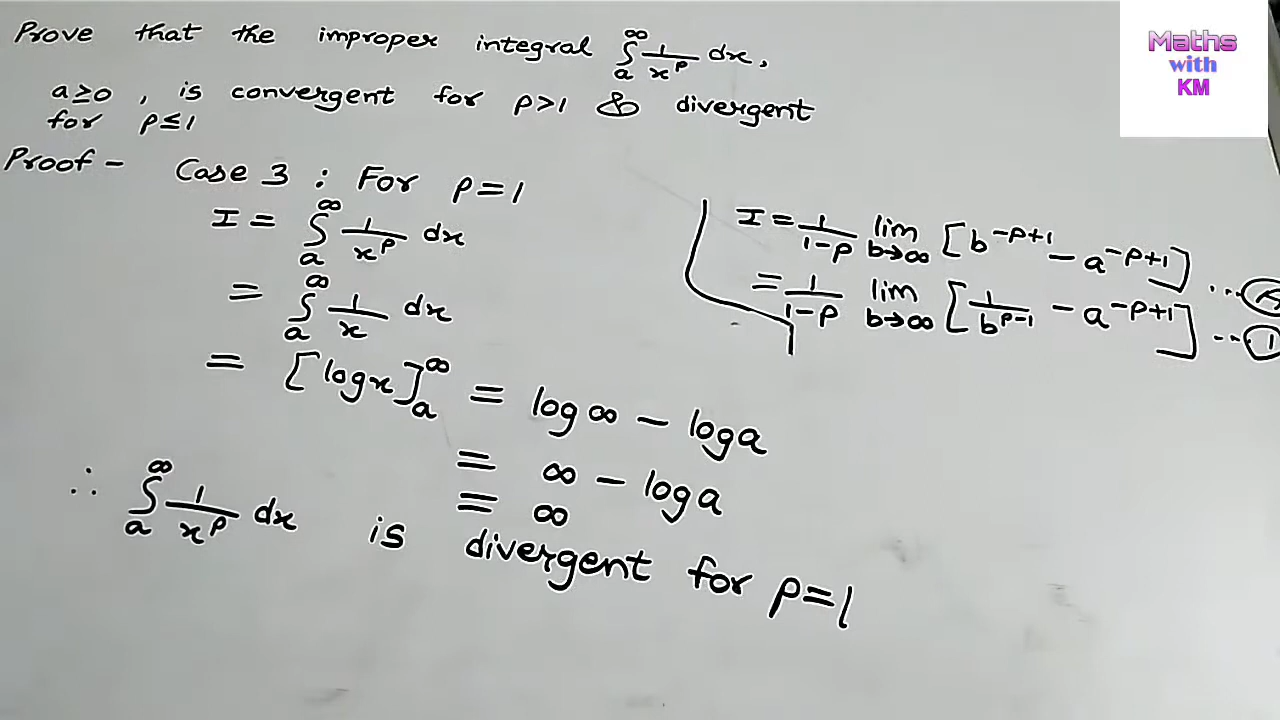 Prove that the improper integral ∫_a^∞ 1/x^p dx,
a≥0, is convergent for p>1 & divergent
for p≤1
Proof - Case 3 : For p=1
I = ∫_a^∞ 1/x^p dx
= ∫_a^∞ 1/x dx
= [log x]_a^∞ = log ∞ - log a
= ∞ - log a
= ∞
∴ ∫_a^∞ 1/x^p dx is divergent for p=1
I = 1/(1-p) lim_{b→∞} [b^{-p+1} - a^{-p+1}] ...(A)
= 1/(1-p) lim_{b→∞} [1/b^{p-1} - a^{-p+1}] ...(1)
Maths
with
KM